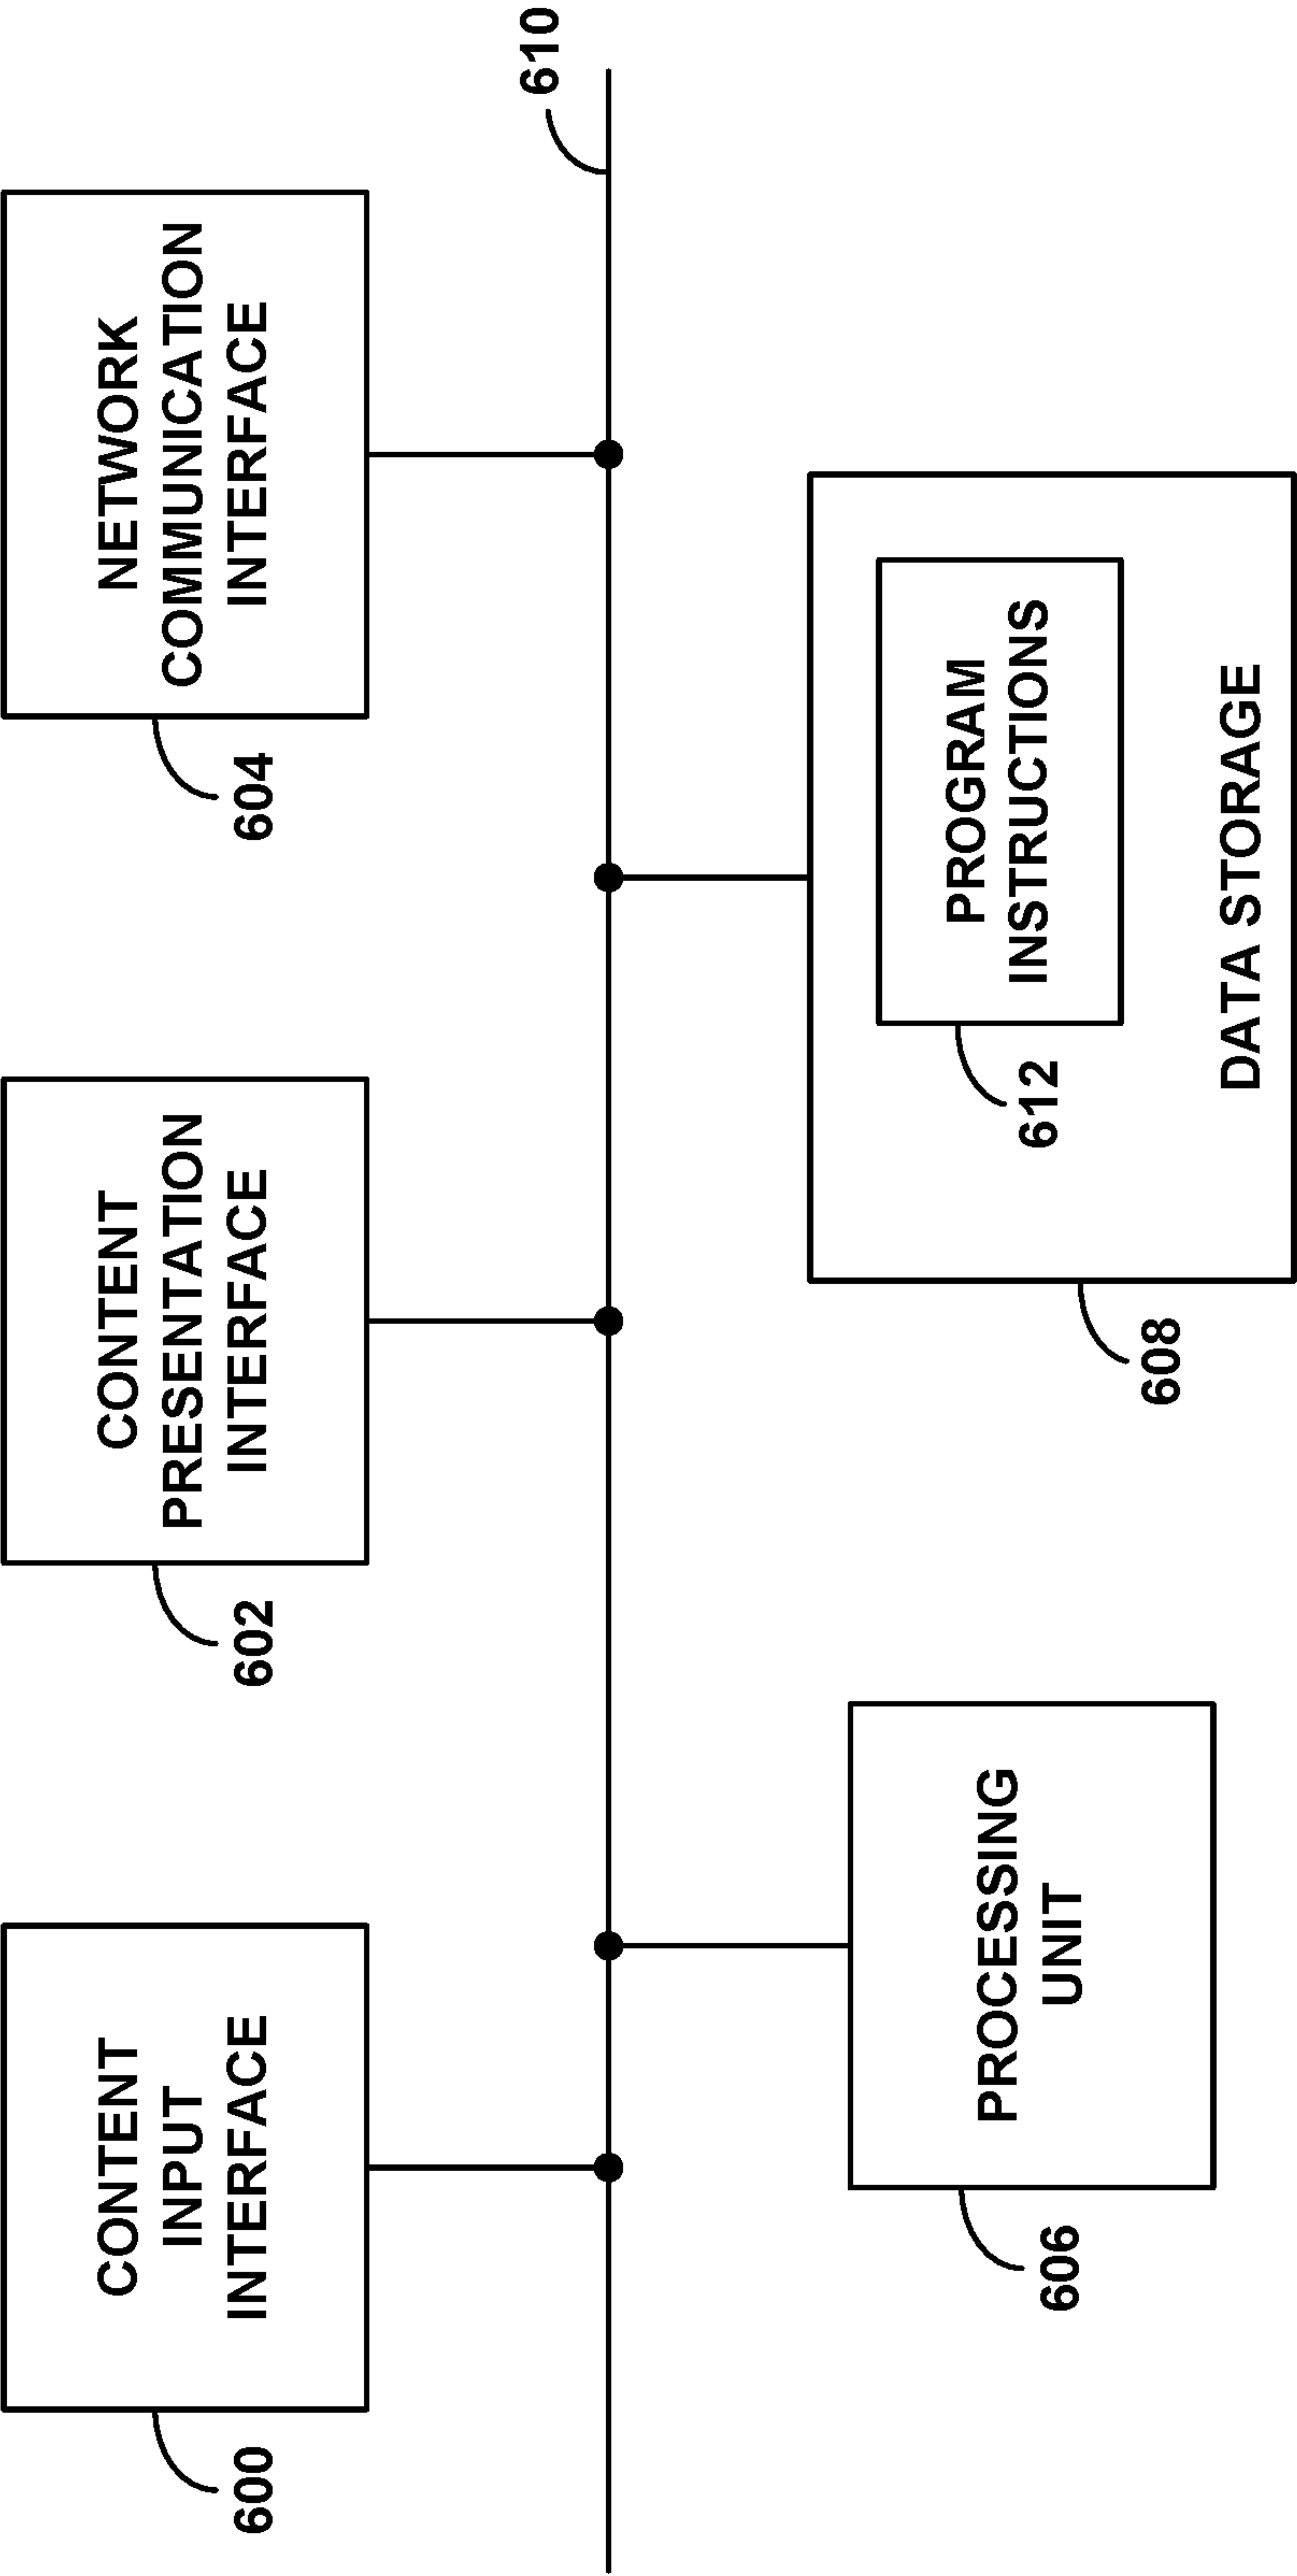 600
CONTENT
INPUT
INTERFACE
602
CONTENT
PRESENTATION
INTERFACE
604
NETWORK
COMMUNICATION
INTERFACE
610
606
PROCESSING
UNIT
608
612
PROGRAM
INSTRUCTIONS
DATA STORAGE